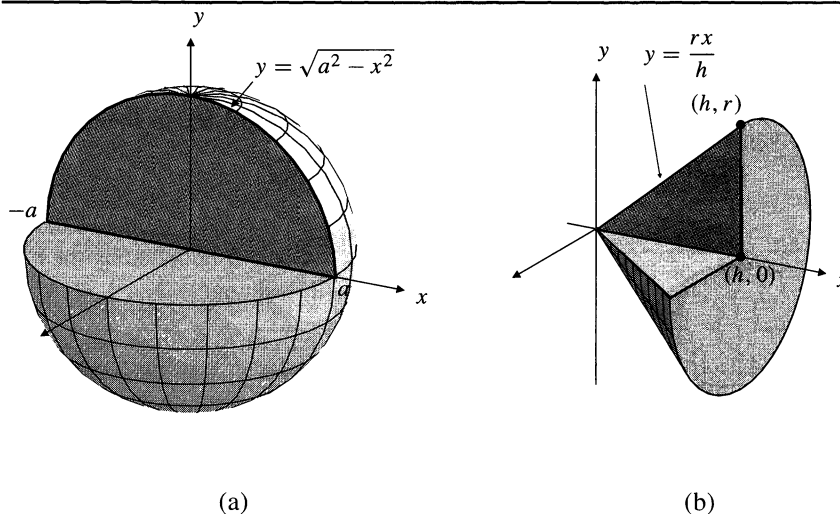 y
y = √(a² − x²)
−a
a
x
(a)
y
y = rx/h
(h, r)
(h, 0)
(b)